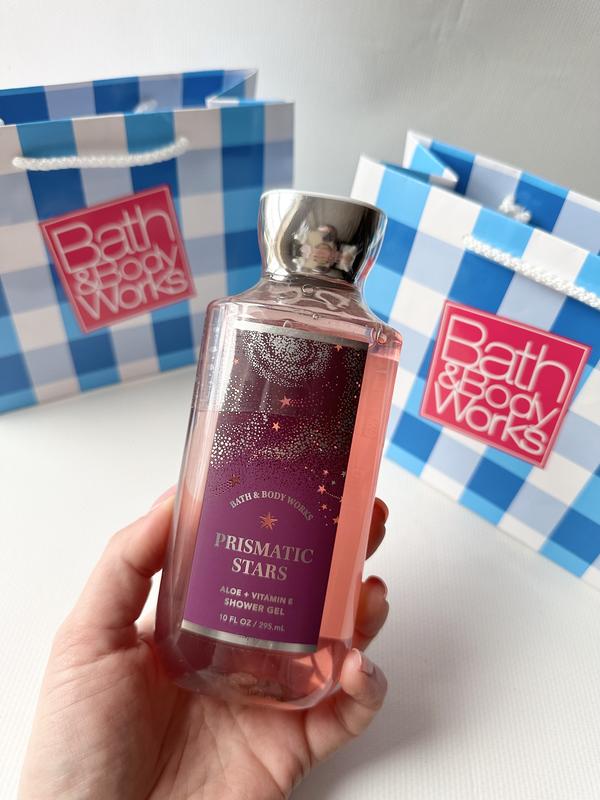 Bath
& Body
Works
Bath
& Body
Works
BATH & BODY WORKS
PRISMATIC
STARS
ALOE + VITAMIN E
SHOWER GEL
10 FL OZ / 295 mL